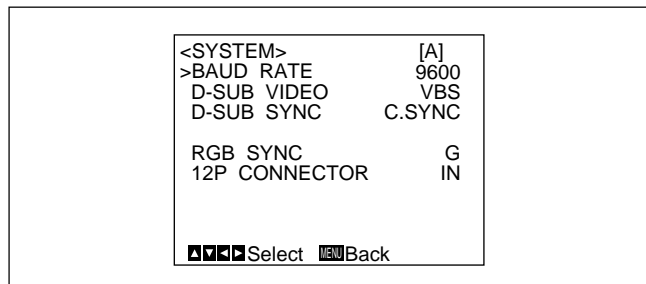 <SYSTEM> [A]
>BAUD RATE 9600
D-SUB VIDEO VBS
D-SUB SYNC C.SYNC
RGB SYNC G
12P CONNECTOR IN
▲▼◀▶Select MENU Back